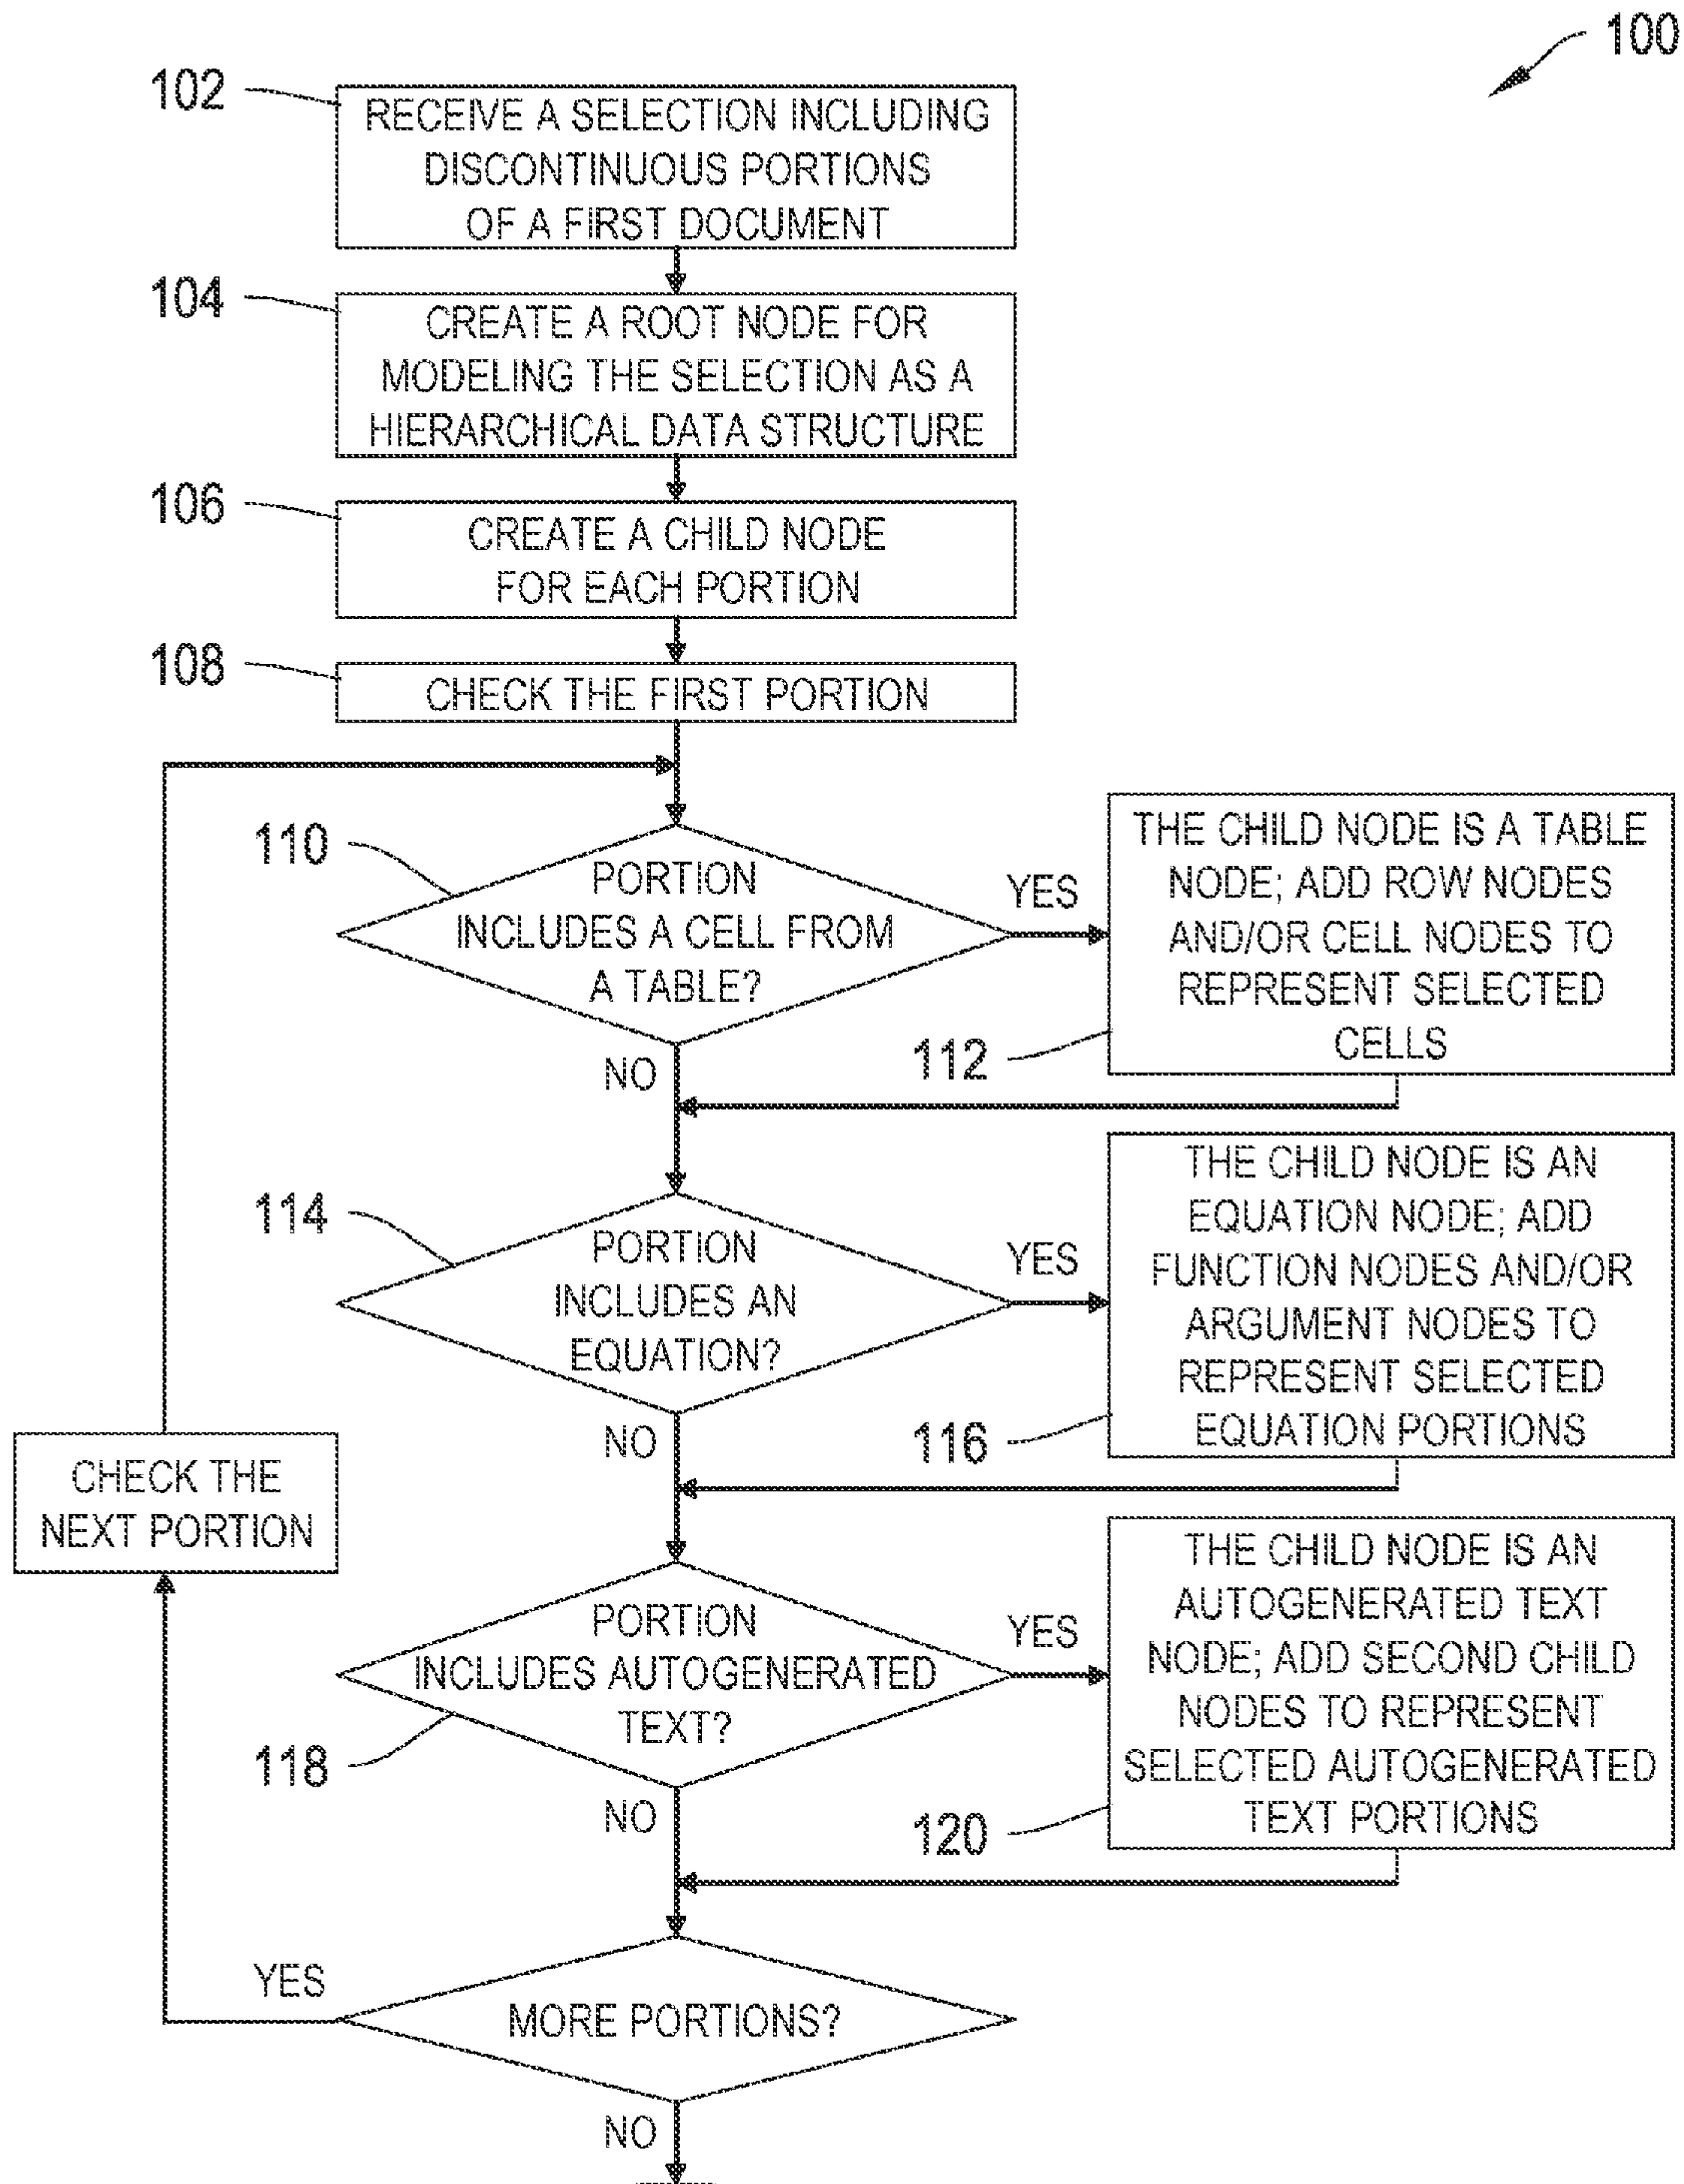 100
102
RECEIVE A SELECTION INCLUDING
DISCONTINUOUS PORTIONS
OF A FIRST DOCUMENT
104
CREATE A ROOT NODE FOR
MODELING THE SELECTION AS A
HIERARCHICAL DATA STRUCTURE
106
CREATE A CHILD NODE
FOR EACH PORTION
108
CHECK THE FIRST PORTION
110
PORTION
INCLUDES A CELL FROM
A TABLE?
YES
NO
THE CHILD NODE IS A TABLE
NODE; ADD ROW NODES
AND/OR CELL NODES TO
REPRESENT SELECTED
CELLS
112
114
PORTION
INCLUDES AN
EQUATION?
YES
NO
THE CHILD NODE IS AN
EQUATION NODE; ADD
FUNCTION NODES AND/OR
ARGUMENT NODES TO
REPRESENT SELECTED
EQUATION PORTIONS
116
CHECK THE
NEXT PORTION
PORTION
INCLUDES AUTOGENERATED
TEXT?
118
YES
NO
THE CHILD NODE IS AN
AUTOGENERATED TEXT
NODE; ADD SECOND CHILD
NODES TO REPRESENT
SELECTED AUTOGENERATED
TEXT PORTIONS
120
YES
MORE PORTIONS?
NO